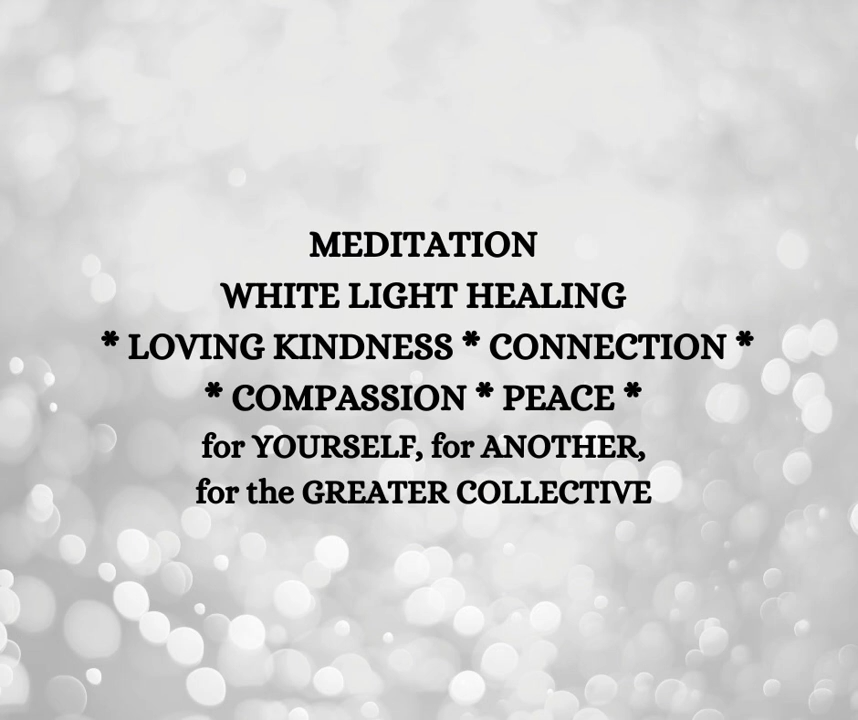 MEDITATION
WHITE LIGHT HEALING
* LOVING KINDNESS * CONNECTION *
* COMPASSION * PEACE *
for YOURSELF, for ANOTHER,
for the GREATER COLLECTIVE